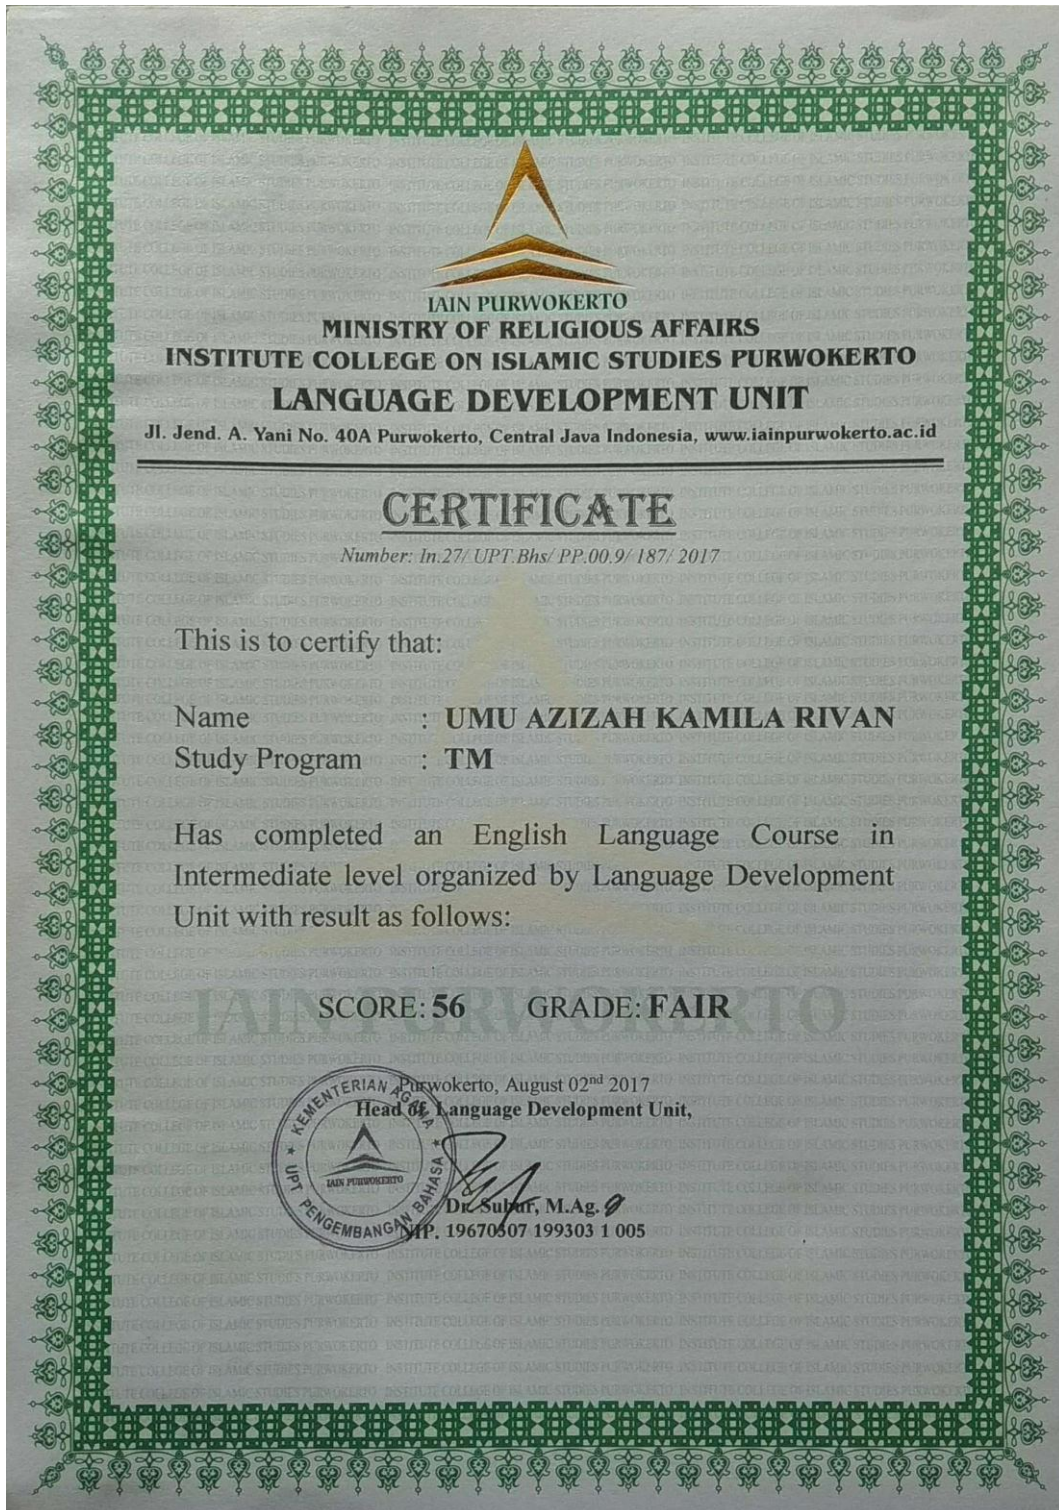 IAIN PURWOKERTO
MINISTRY OF RELIGIOUS AFFAIRS
INSTITUTE COLLEGE ON ISLAMIC STUDIES PURWOKERTO
LANGUAGE DEVELOPMENT UNIT
Jl. Jend. A. Yani No. 40A Purwokerto, Central Java Indonesia, www.iainpurwokerto.ac.id
CERTIFICATE
Number: In.27/ UPT.Bhs/ PP.00.9/ 187/ 2017
This is to certify that:
Name : UMU AZIZAH KAMILA RIVAN
Study Program : TM
Has completed an English Language Course in
Intermediate level organized by Language Development
Unit with result as follows:
IAIN PURWOKERTO
SCORE: 56 GRADE: FAIR
Purwokerto, August 02nd 2017
Head of Language Development Unit,
KEMENTERIAN AGAMA
IAIN PURWOKERTO
UPT PENGEMBANGAN BAHASA
Dr. Subur, M.Ag.
NIP. 19670307 199303 1 005